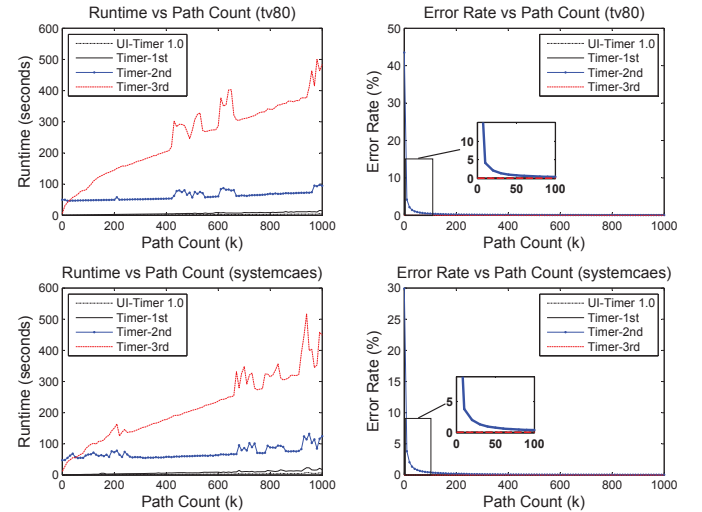 Runtime vs Path Count (tv80)
Runtime (seconds)
600
500
400
300
200
100
0
UI-Timer 1.0
Timer-1st
Timer-2nd
Timer-3rd
0 200 400 600 800 1000
Path Count (k)
Error Rate vs Path Count (tv80)
Error Rate (%)
50
40
30
20
10
0
UI-Timer 1.0
Timer-1st
Timer-2nd
Timer-3rd
10
5
0
0 50 100
0 200 400 600 800 1000
Path Count (k)
Runtime vs Path Count (systemcaes)
Runtime (seconds)
600
500
400
300
200
100
0
UI-Timer 1.0
Timer-1st
Timer-2nd
Timer-3rd
0 200 400 600 800 1000
Path Count (k)
Error Rate vs Path Count (systemcaes)
Error Rate (%)
30
25
20
15
10
5
0
UI-Timer 1.0
Timer-1st
Timer-2nd
Timer-3rd
5
0
0 50 100
0 200 400 600 800 1000
Path Count (k)